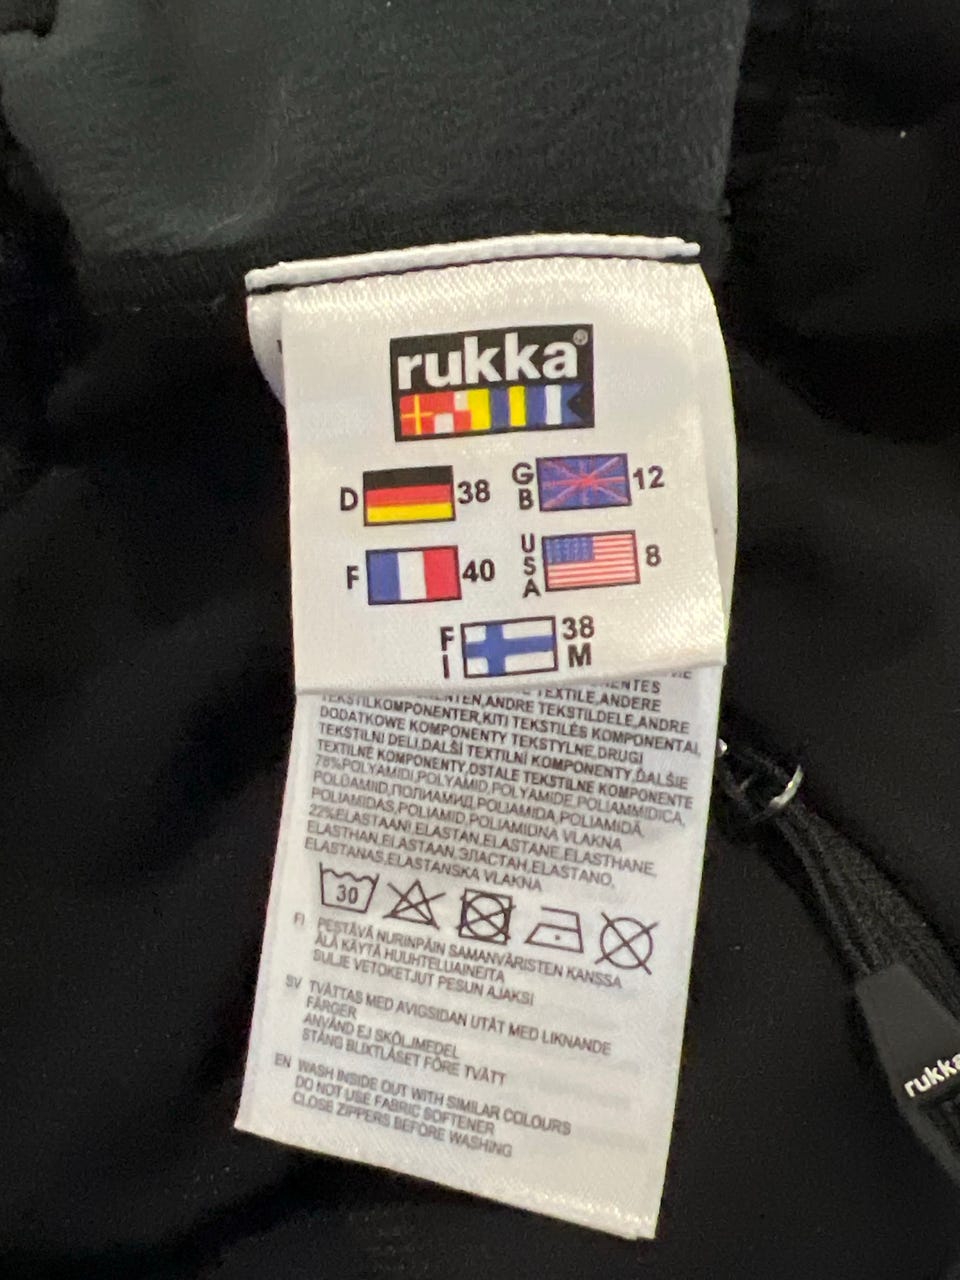 rukka®
D 38
GB 12
F 40
USA 8
FI 38 M
TEXTILE,ANDERE
ANDRE TEKSTILDELE,ANDRE
TEKSTILKOMPONENTER,KITI TEKSTILĖS KOMPONENTAI,
DODATKOWE KOMPONENTY TEKSTYLNE,DRUGI
TEKSTILNI DELI,DALŠÍ TEXTILNÍ KOMPONENTY,ĎALŠIE
TEXTILNÉ KOMPONENTY,OSTALE TEKSTILNE KOMPONENTE
78%POLYAMIDI,POLYAMID,POLYAMIDE,POLIAMMIDICA,
POLÜAMIID,ПОЛИАМИД,POLIAMIDA,POLIAMIDĀ,
POLIAMIDAS,POLIAMID,POLIAMIDNA VLAKNA
22%ELASTAANI,ELASTAN,ELASTANE,ELASTHANE,
ELASTHAN,ELASTAAN,ЭЛАСТАН,ELASTANO,
ELASTANAS,ELASTANSKA VLAKNA
30
FI PESTÄVÄ NURINPÄIN SAMANVÄRISTEN KANSSA
ÄLÄ KÄYTÄ HUUHTELUAINEITA
SULJE VETOKETJUT PESUN AJAKSI
SV TVÄTTAS MED AVIGSIDAN UTÅT MED LIKNANDE
FÄRGER
ANVÄND EJ SKÖLJMEDEL
STÄNG BLIXTLÅSET FÖRE TVÄTT
EN WASH INSIDE OUT WITH SIMILAR COLOURS
DO NOT USE FABRIC SOFTENER
CLOSE ZIPPERS BEFORE WASHING
rukka